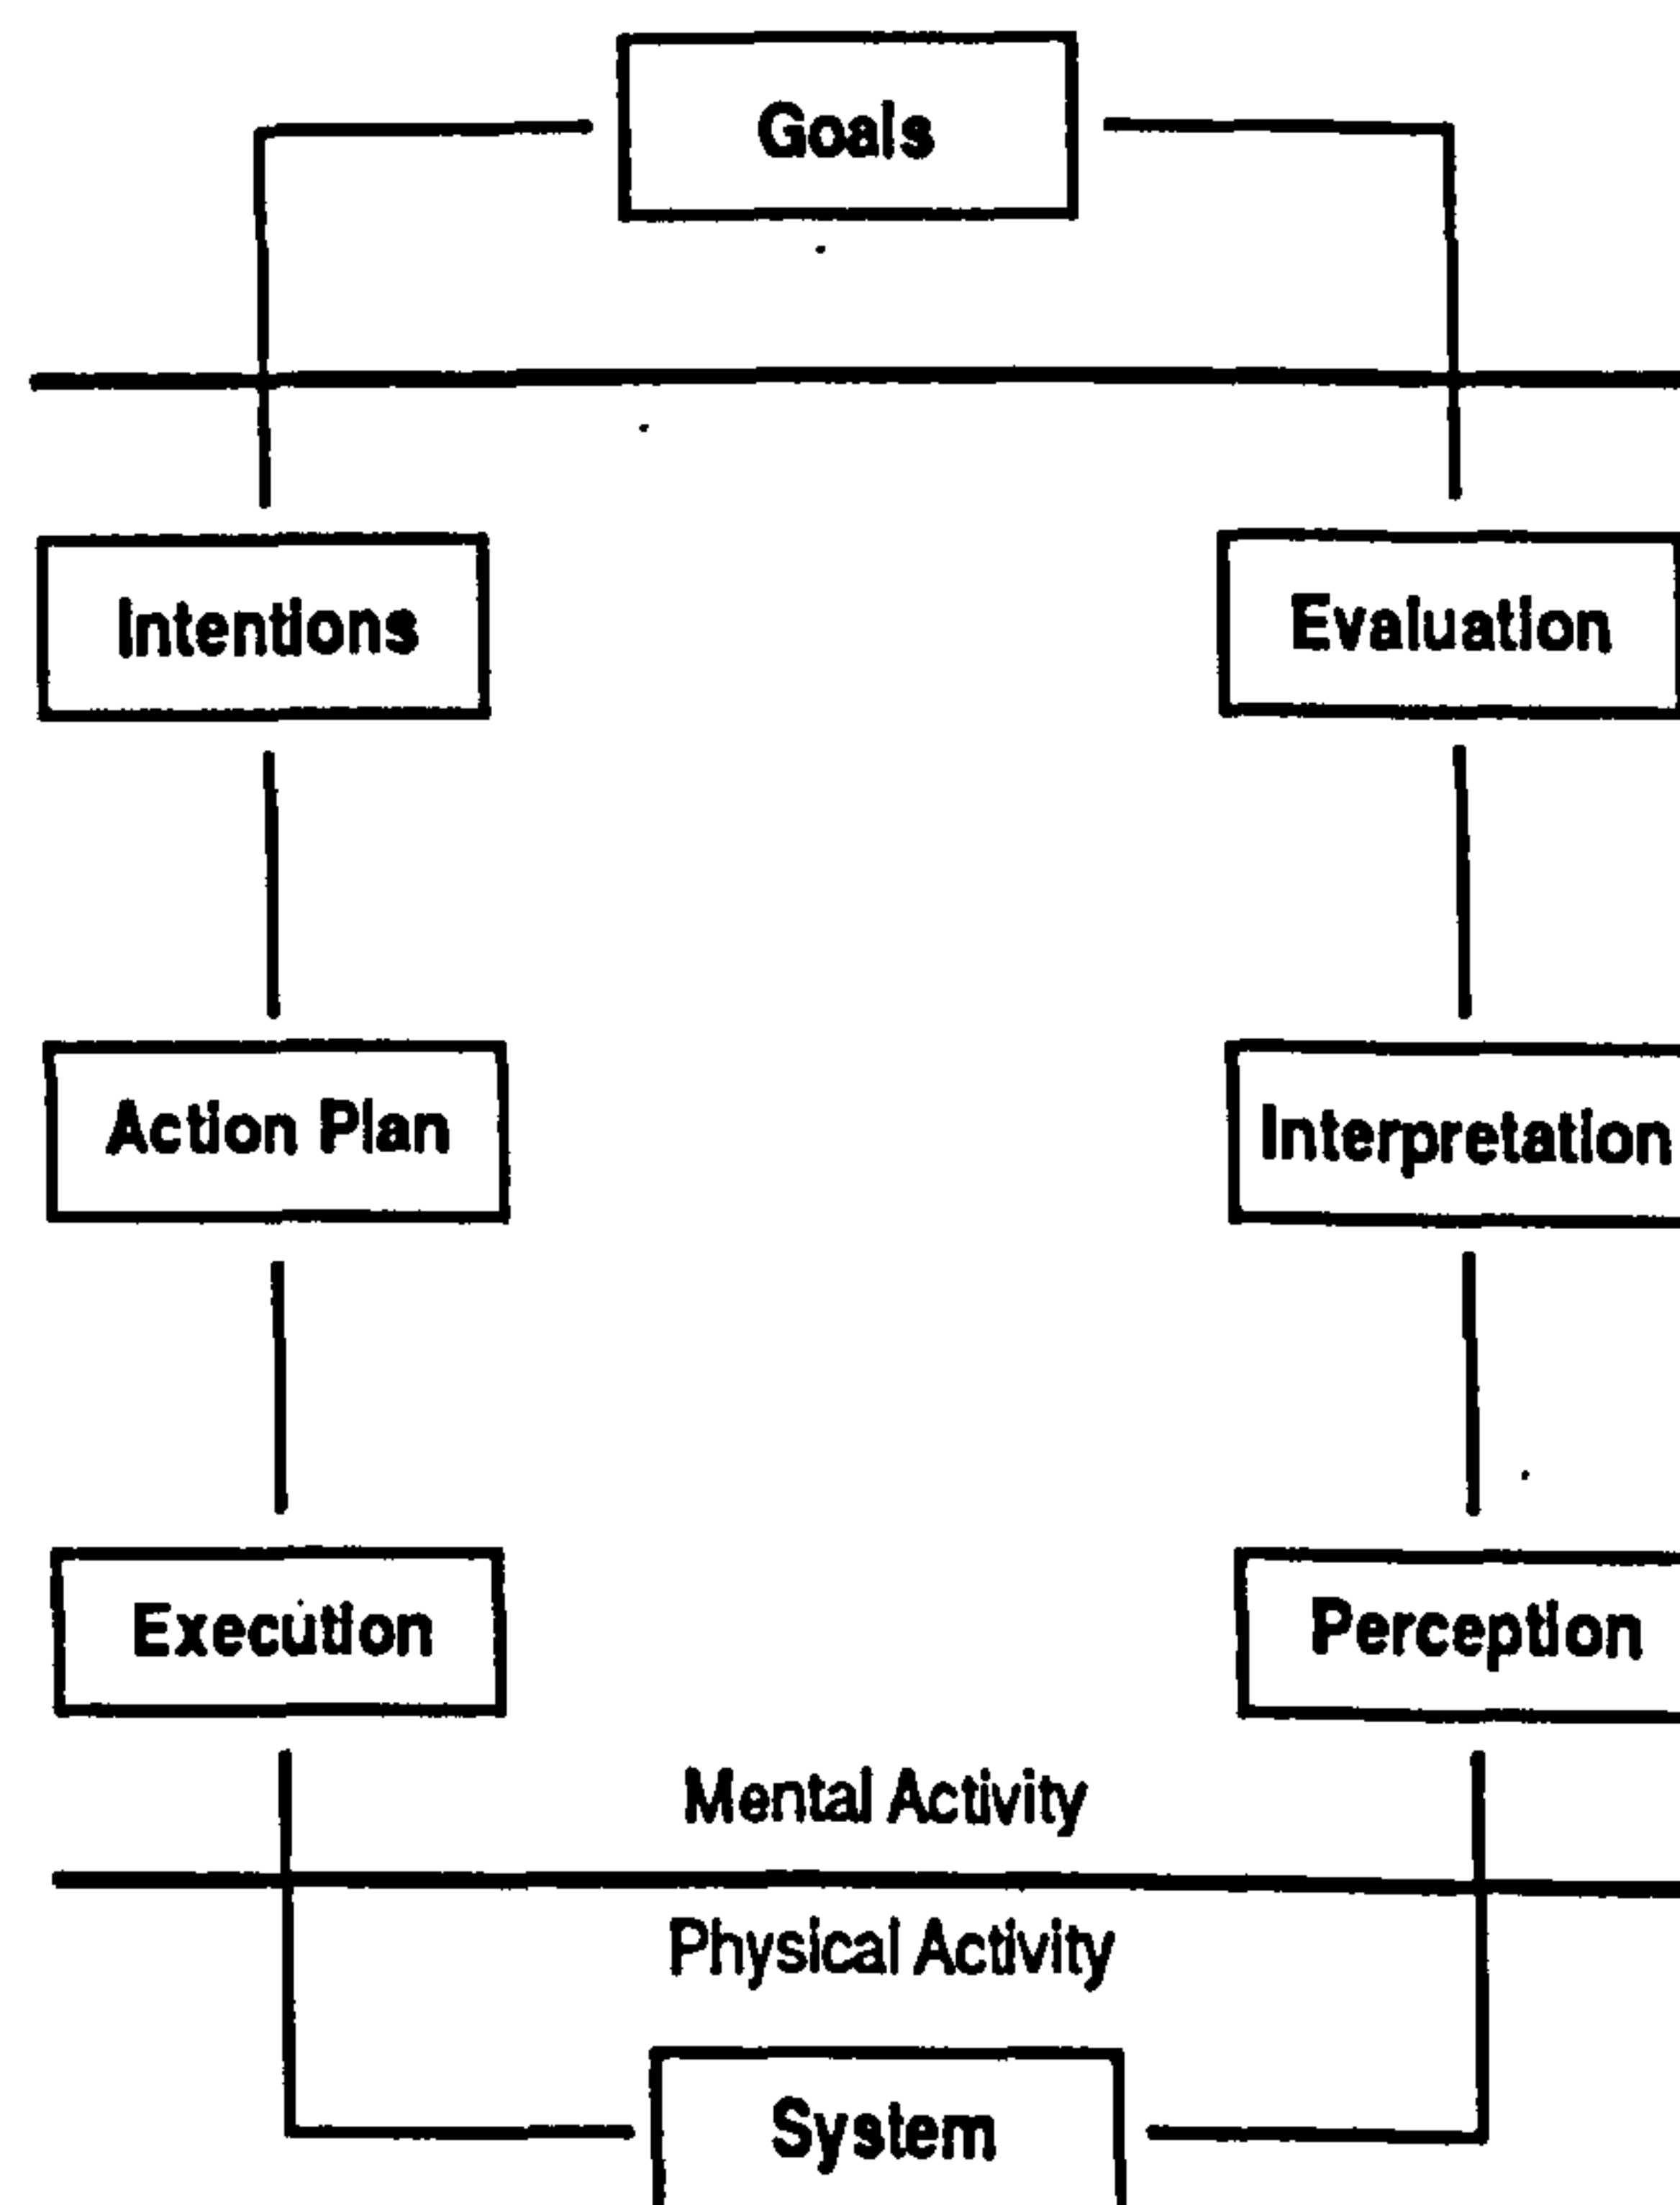 Goals
Intentions
Evaluation
Action Plan
Interpretation
Execution
Perception
Mental Activity
Physical Activity
System